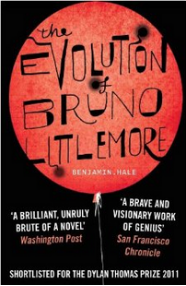 the
EVOLUTION
of
BRUNO
LITTLEMORE
BENJAMIN HALE
'A BRILLIANT, UNRULY
BRUTE OF A NOVEL'
Washington Post
'A BRAVE AND
VISIONARY WORK
OF GENIUS'
San Francisco
Chronicle
SHORTLISTED FOR THE DYLAN THOMAS PRIZE 2011